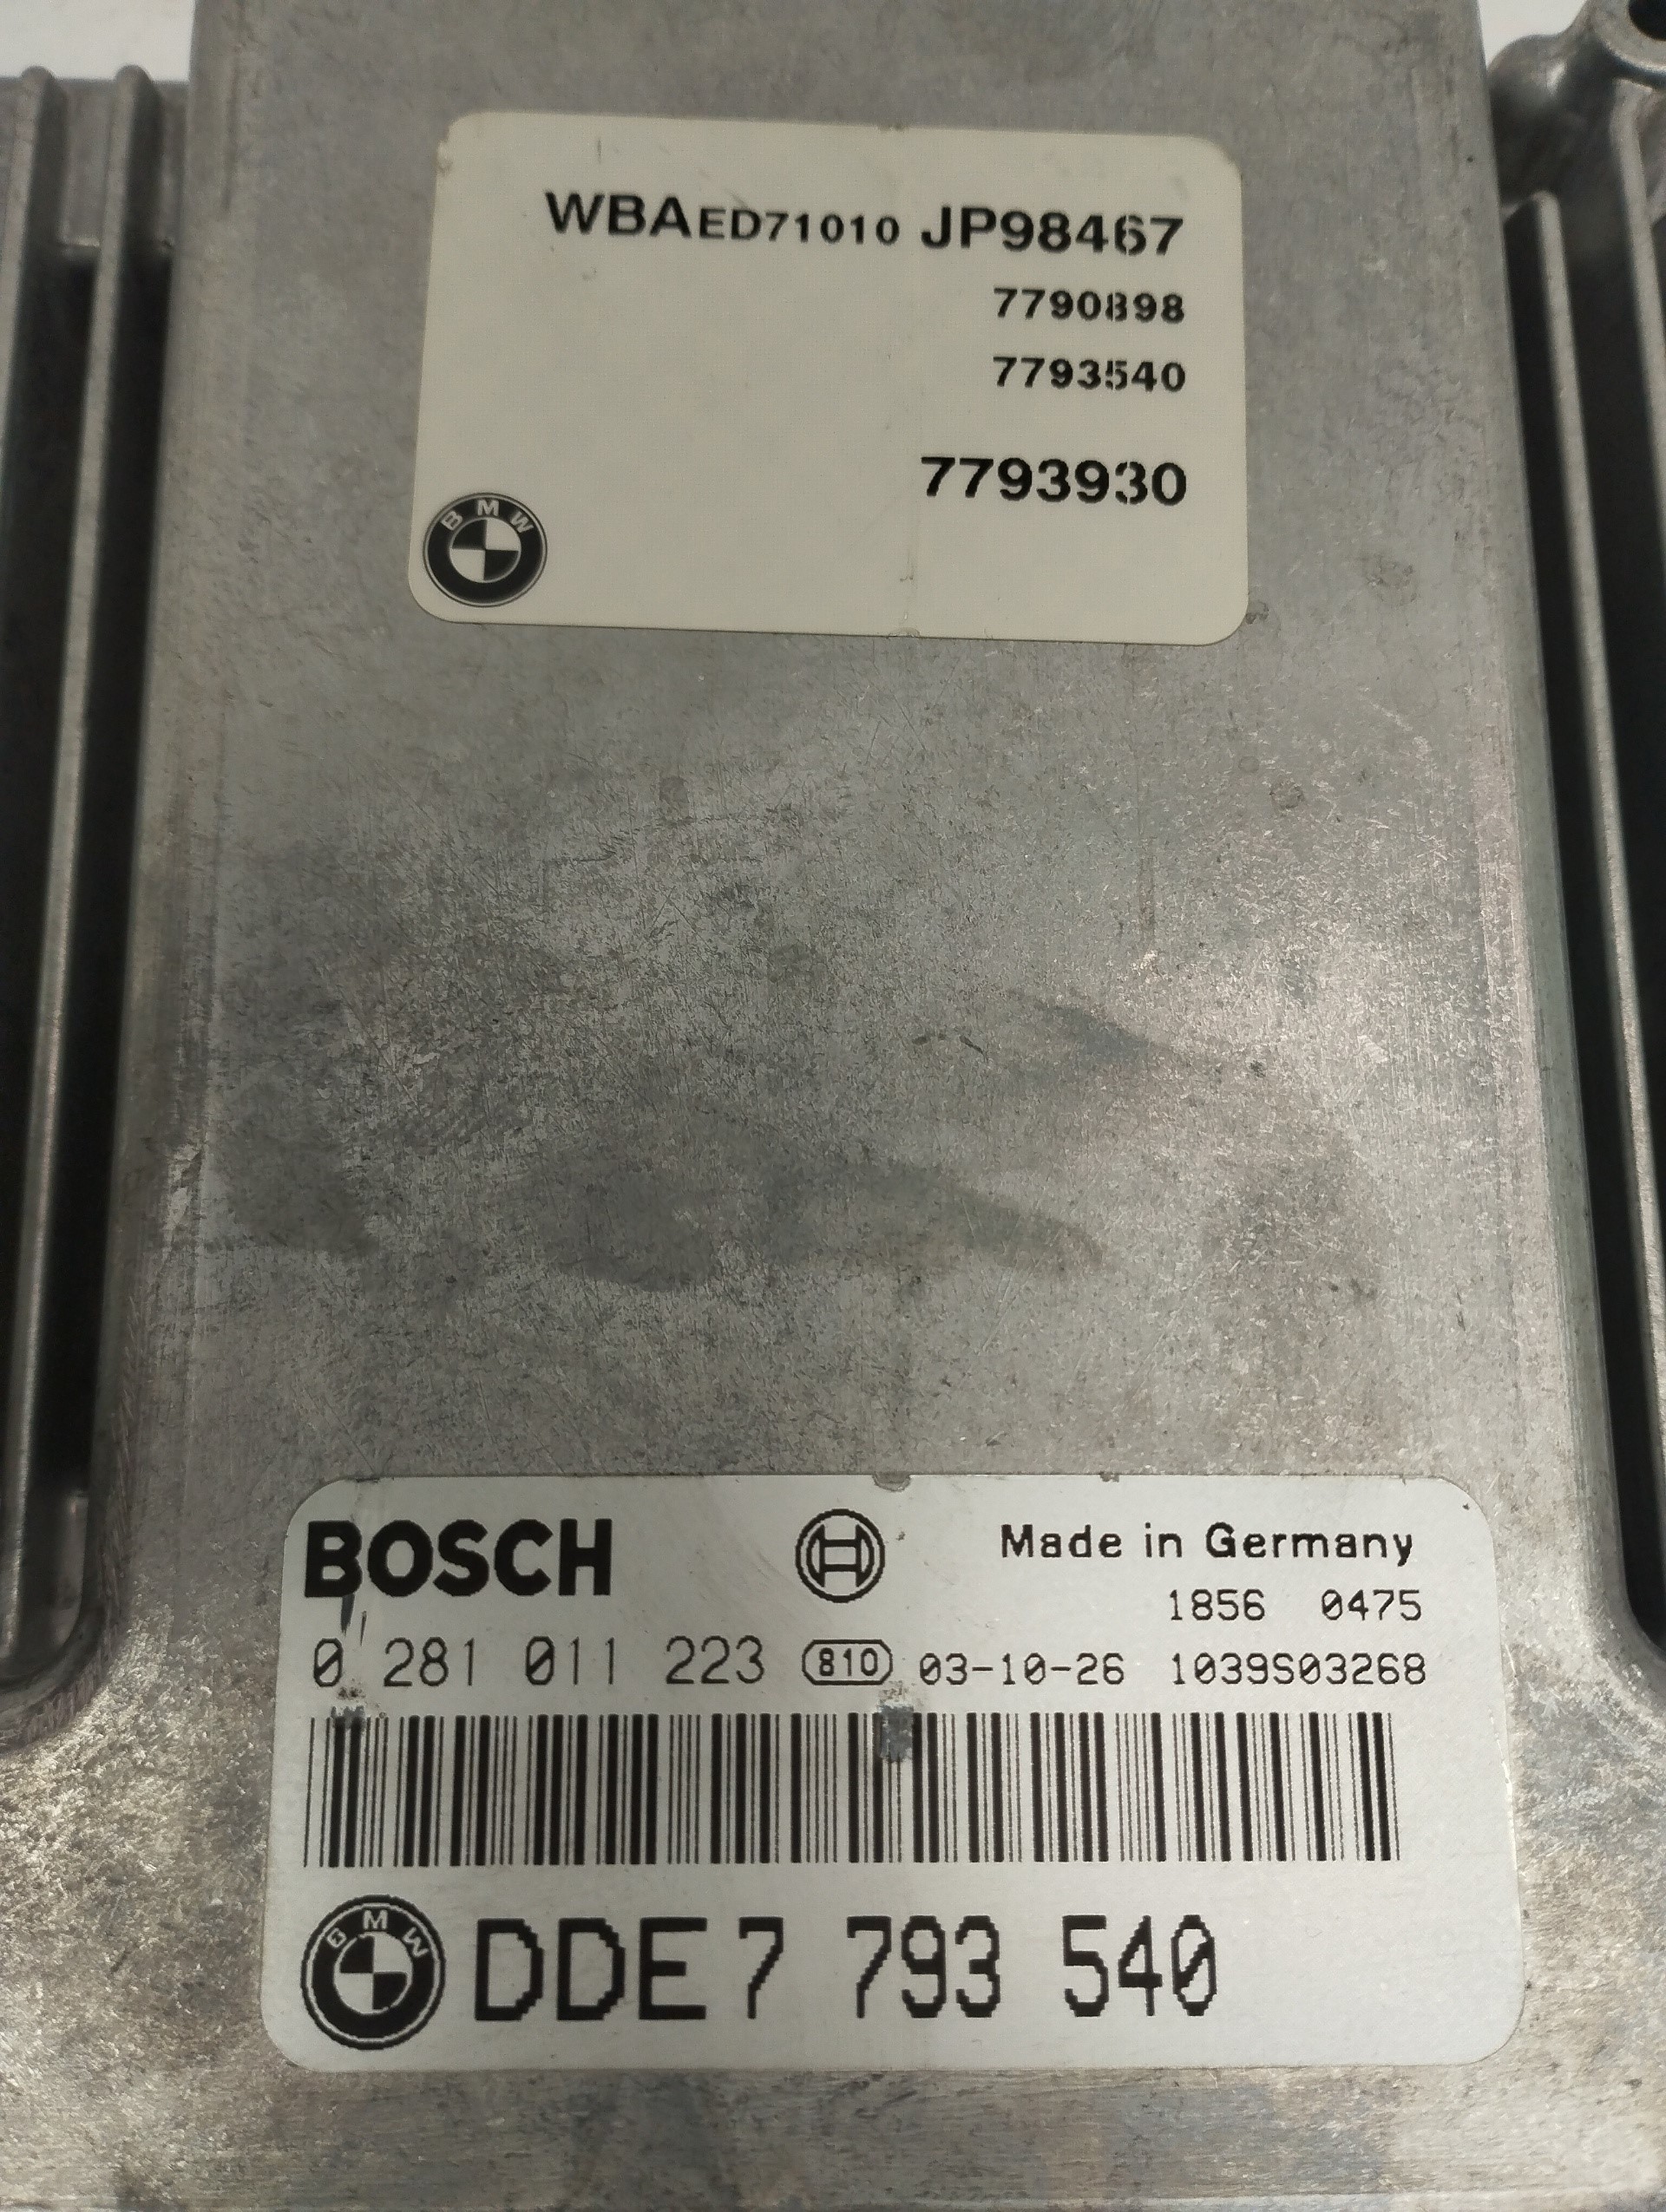 WBAED71010 JP98467
7790898
7793540
7793930
BMW
BOSCH
Made in Germany
1856 0475
0 281 011 223 810 03-10-26 1039S03268
BMW DDE 7 793 540